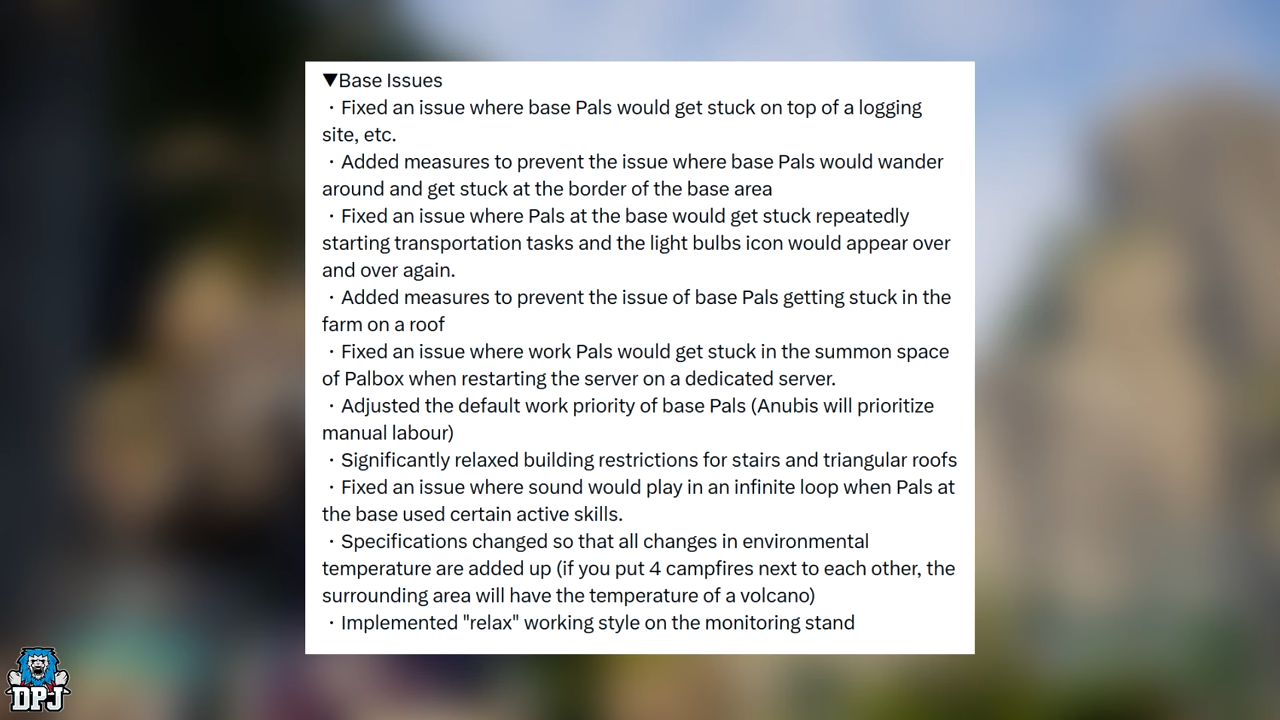 ▼Base Issues
・Fixed an issue where base Pals would get stuck on top of a logging
site, etc.
・Added measures to prevent the issue where base Pals would wander
around and get stuck at the border of the base area
・Fixed an issue where Pals at the base would get stuck repeatedly
starting transportation tasks and the light bulbs icon would appear over
and over again.
・Added measures to prevent the issue of base Pals getting stuck in the
farm on a roof
・Fixed an issue where work Pals would get stuck in the summon space
of Palbox when restarting the server on a dedicated server.
・Adjusted the default work priority of base Pals (Anubis will prioritize
manual labour)
・Significantly relaxed building restrictions for stairs and triangular roofs
・Fixed an issue where sound would play in an infinite loop when Pals at
the base used certain active skills.
・Specifications changed so that all changes in environmental
temperature are added up (if you put 4 campfires next to each other, the
surrounding area will have the temperature of a volcano)
・Implemented "relax" working style on the monitoring stand
DPJ